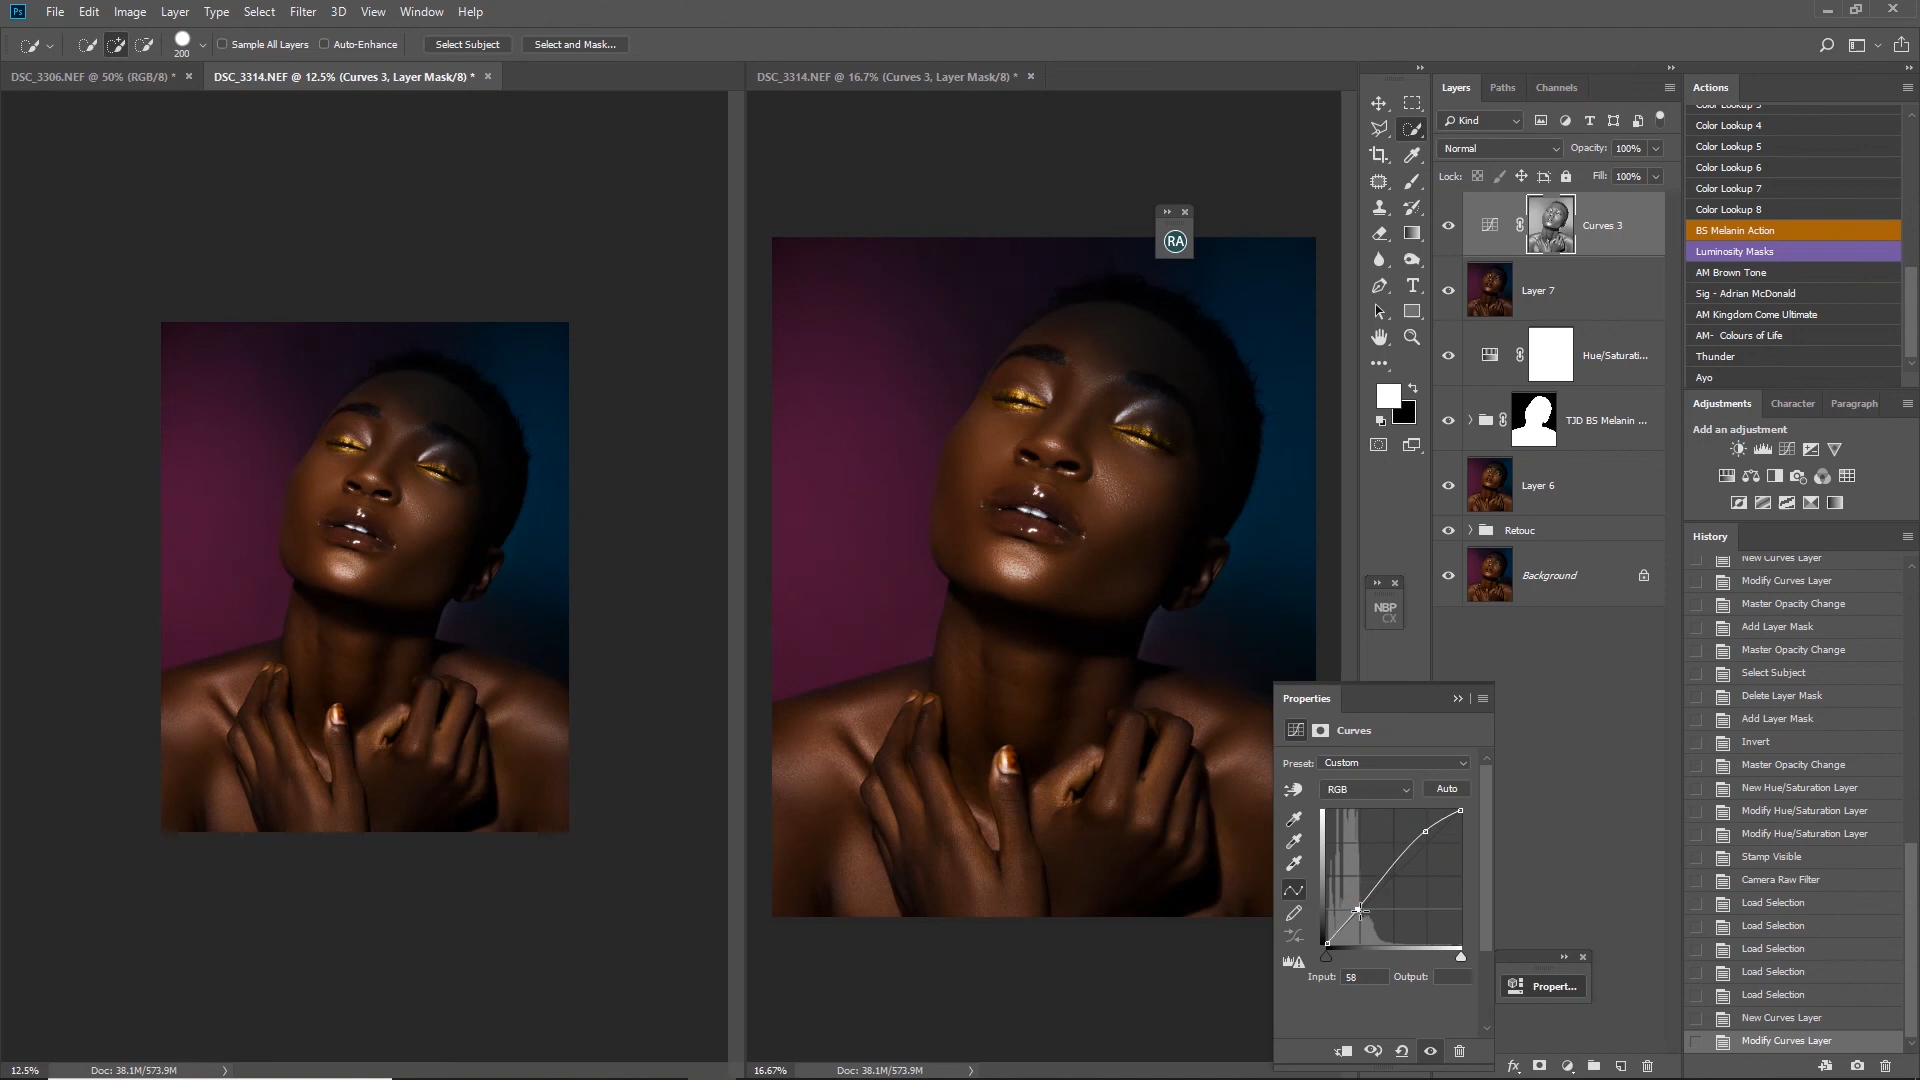 Ps File Edit Image Layer Type Select Filter 3D View Window Help
200 Sample All Layers Auto-Enhance Select Subject Select and Mask...
DSC_3306.NEF @ 50% (RGB/8) *
DSC_3314.NEF @ 12.5% (Curves 3, Layer Mask/8) *
DSC_3314.NEF @ 16.7% (Curves 3, Layer Mask/8) *
RA
NBP
CX
Layers Paths Channels
Kind
Normal Opacity: 100%
Lock: Fill: 100%
Curves 3
Layer 7
Hue/Saturati...
TJD BS Melanin ...
Layer 6
Retouc
Background
Actions
Color Lookup 3
Color Lookup 4
Color Lookup 5
Color Lookup 6
Color Lookup 7
Color Lookup 8
BS Melanin Action
Luminosity Masks
AM Brown Tone
Sig - Adrian McDonald
AM Kingdom Come Ultimate
AM- Colours of Life
Thunder
Ayo
Adjustments Character Paragraph
Add an adjustment
History
New Curves Layer
Modify Curves Layer
Master Opacity Change
Add Layer Mask
Master Opacity Change
Select Subject
Delete Layer Mask
Add Layer Mask
Invert
Master Opacity Change
New Hue/Saturation Layer
Modify Hue/Saturation Layer
Modify Hue/Saturation Layer
Stamp Visible
Camera Raw Filter
Load Selection
Load Selection
Load Selection
Load Selection
Load Selection
New Curves Layer
Modify Curves Layer
Properties
Curves
Preset: Custom
RGB Auto
Input: 58 Output:
Propert...
fx
12.5% Doc: 38.1M/573.9M
16.67% Doc: 38.1M/573.9M